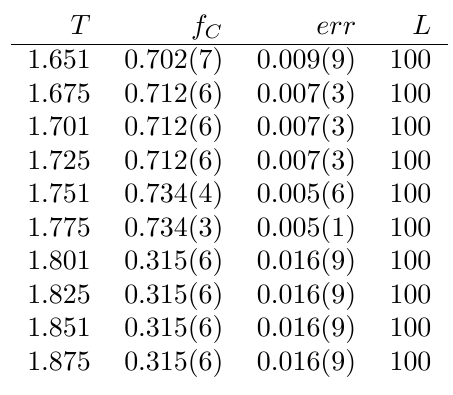 T f_C err L
1.651 0.702(7) 0.009(9) 100
1.675 0.712(6) 0.007(3) 100
1.701 0.712(6) 0.007(3) 100
1.725 0.712(6) 0.007(3) 100
1.751 0.734(4) 0.005(6) 100
1.775 0.734(3) 0.005(1) 100
1.801 0.315(6) 0.016(9) 100
1.825 0.315(6) 0.016(9) 100
1.851 0.315(6) 0.016(9) 100
1.875 0.315(6) 0.016(9) 100